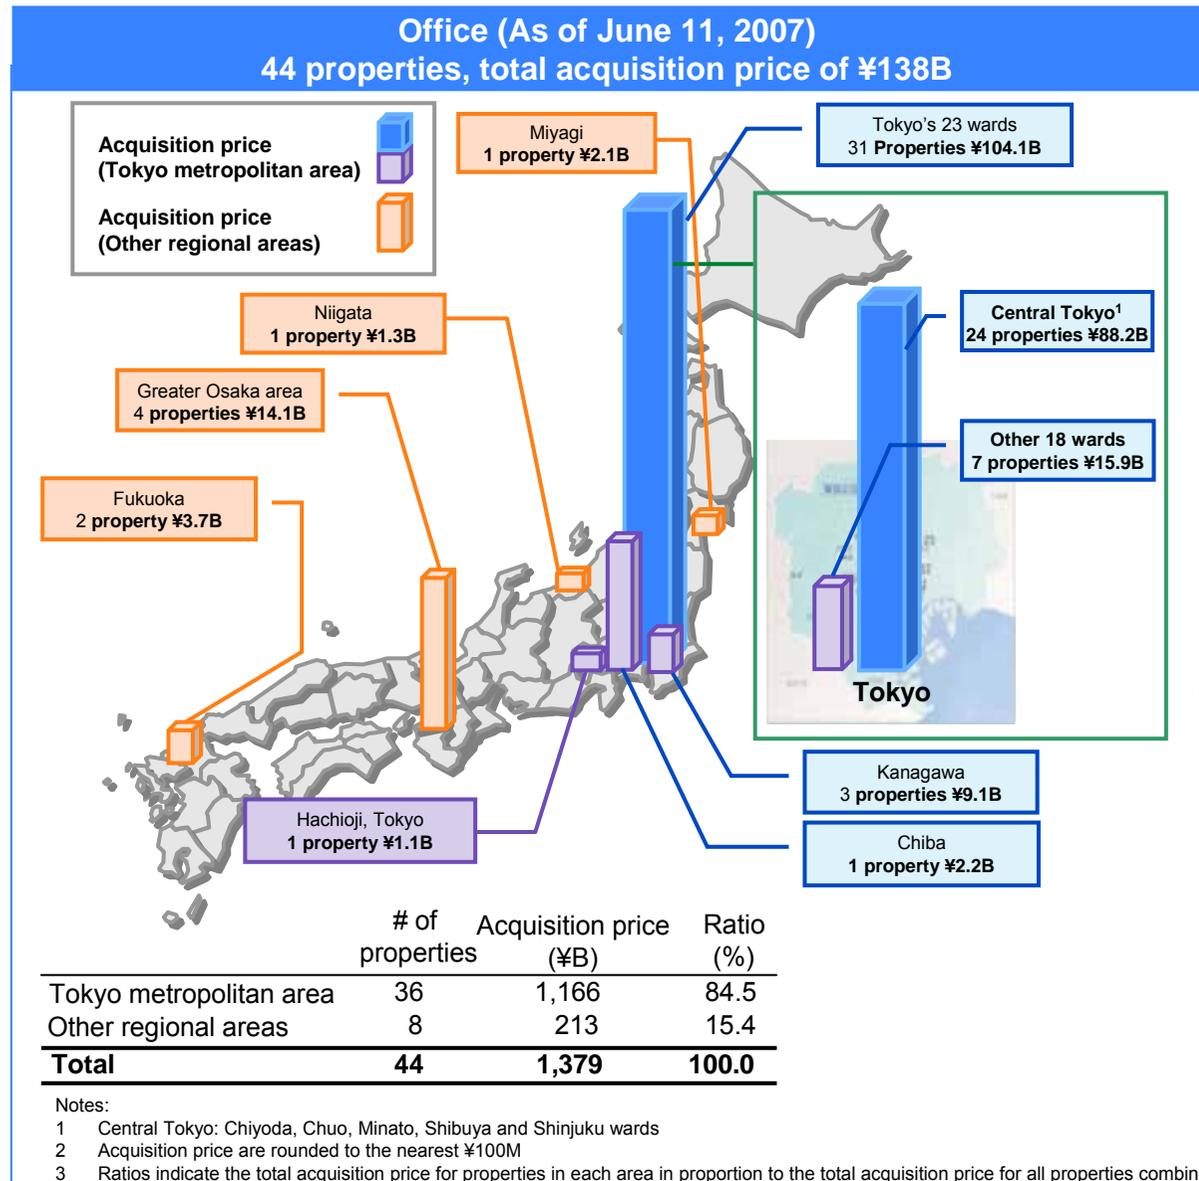 Office (As of June 11, 2007)
44 properties, total acquisition price of ¥138B
Acquisition price
(Tokyo metropolitan area)
Acquisition price
(Other regional areas)
Miyagi
1 property ¥2.1B
Tokyo's 23 wards
31 Properties ¥104.1B
Niigata
1 property ¥1.3B
Central Tokyo¹
24 properties ¥88.2B
Greater Osaka area
4 properties ¥14.1B
Other 18 wards
7 properties ¥15.9B
Fukuoka
2 property ¥3.7B
Tokyo
Kanagawa
3 properties ¥9.1B
Hachioji, Tokyo
1 property ¥1.1B
Chiba
1 property ¥2.2B
# of properties Acquisition price (¥B) Ratio (%)
Tokyo metropolitan area 36 1,166 84.5
Other regional areas 8 213 15.4
Total 44 1,379 100.0
Notes:
1 Central Tokyo: Chiyoda, Chuo, Minato, Shibuya and Shinjuku wards
2 Acquisition price are rounded to the nearest ¥100M
3 Ratios indicate the total acquisition price for properties in each area in proportion to the total acquisition price for all properties combin